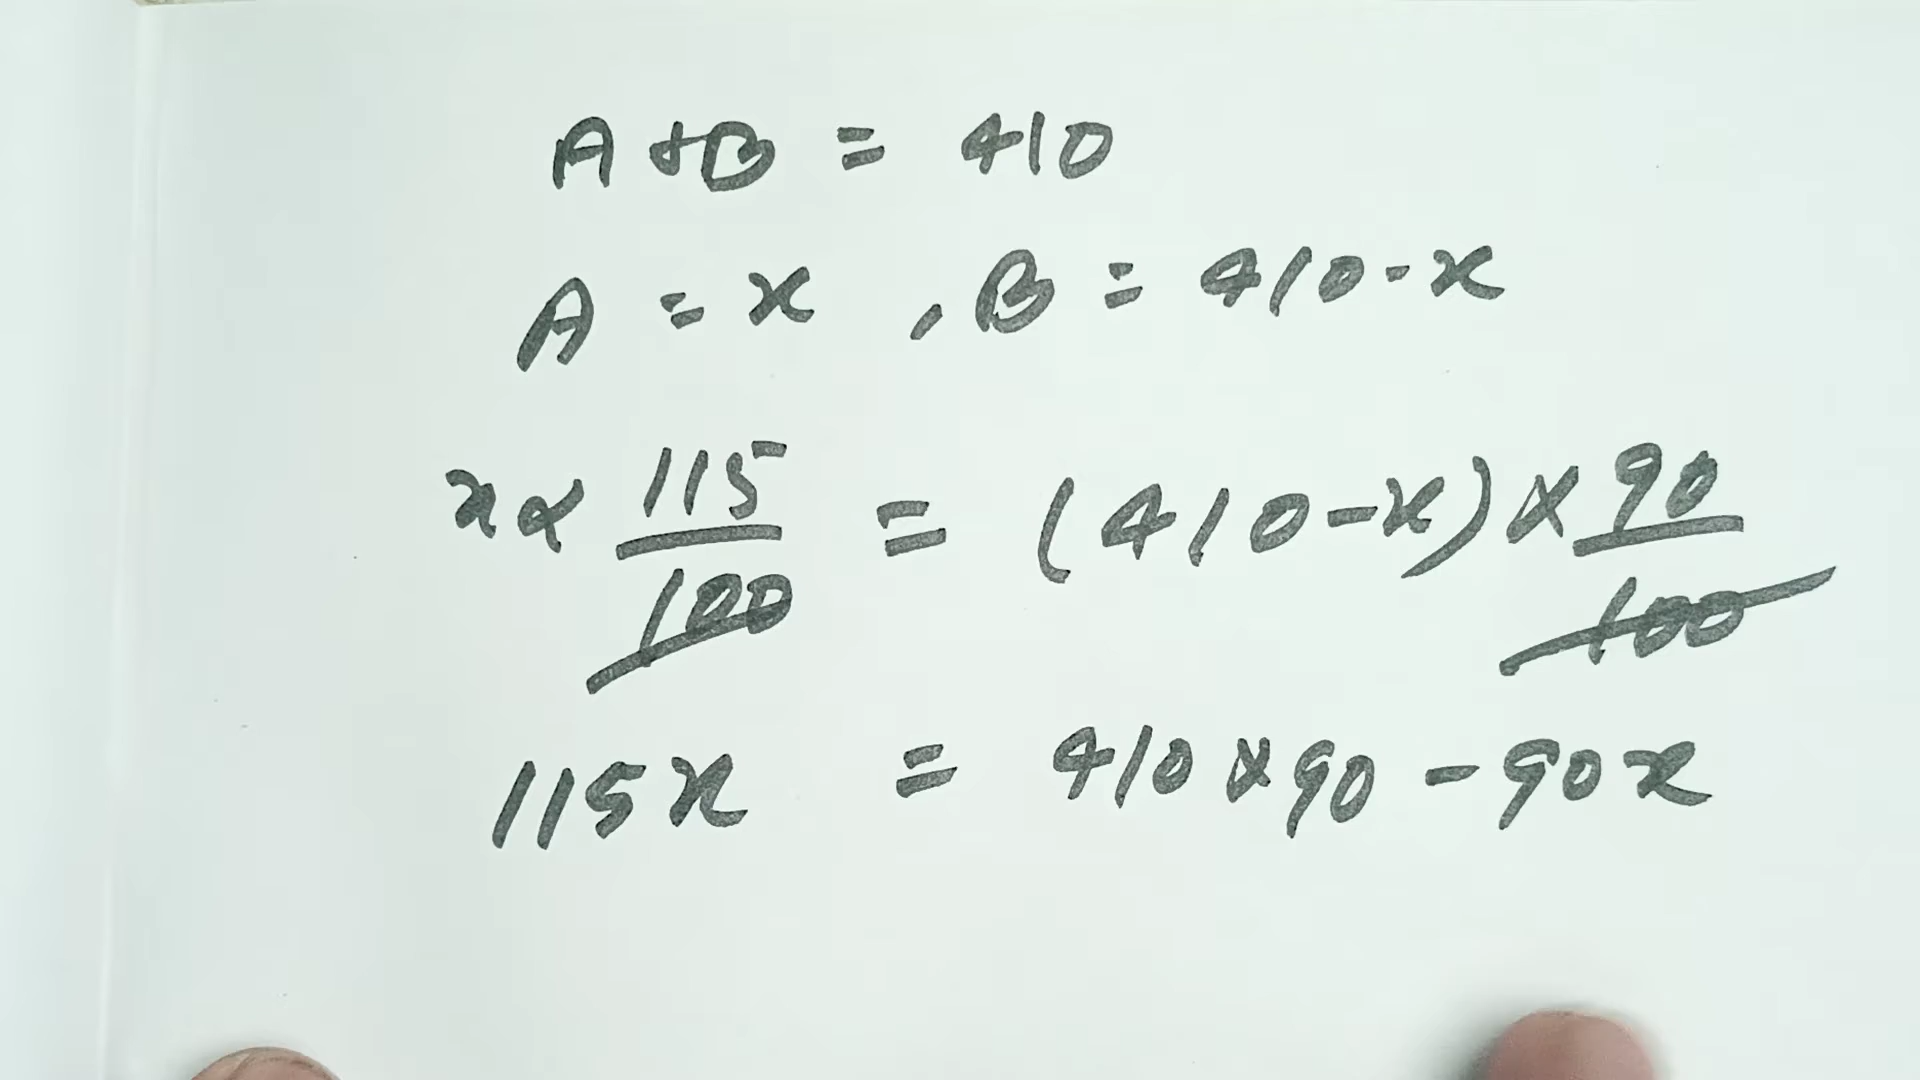 A+B = 410
A = x , B = 410-x
x × 115/100 = (410-x) × 90/100
115x = 410 × 90 - 90x